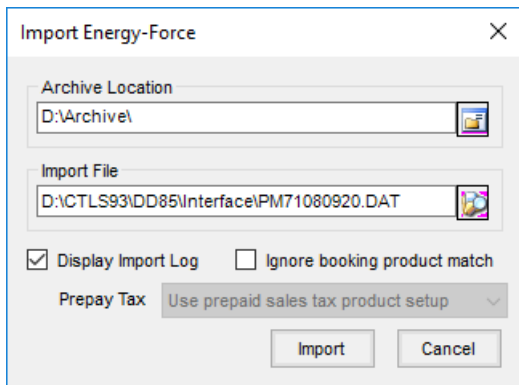 Import Energy-Force
Archive Location
D:\Archive\
Import File
D:\CTLS93\DD85\Interface\PM71080920.DAT
Display Import Log Ignore booking product match
Prepay Tax Use prepaid sales tax product setup
Import Cancel